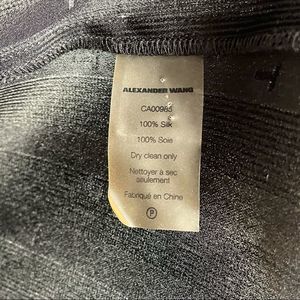 ALEXANDER WANG
CA00985
100% Silk
100% Soie
Dry clean only
Nettoyer à sec
seulement
Fabriqué en Chine
P